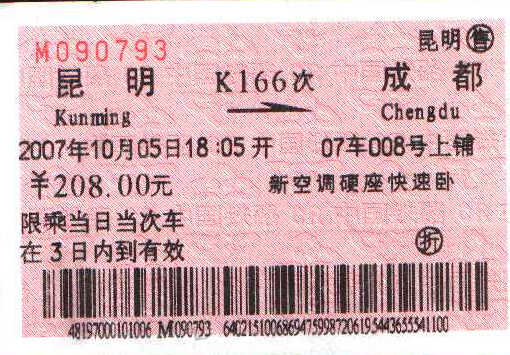 M090793 昆明㊎售
昆明 K166次 成都
Kunming Chengdu
2007年10月05日18:05开 07车008号上铺
￥208.00元 新空调硬座快速卧
限乘当日当次车
在3日内到有效 折
48197000101006 M090793 64021510068694759987206195443655541100